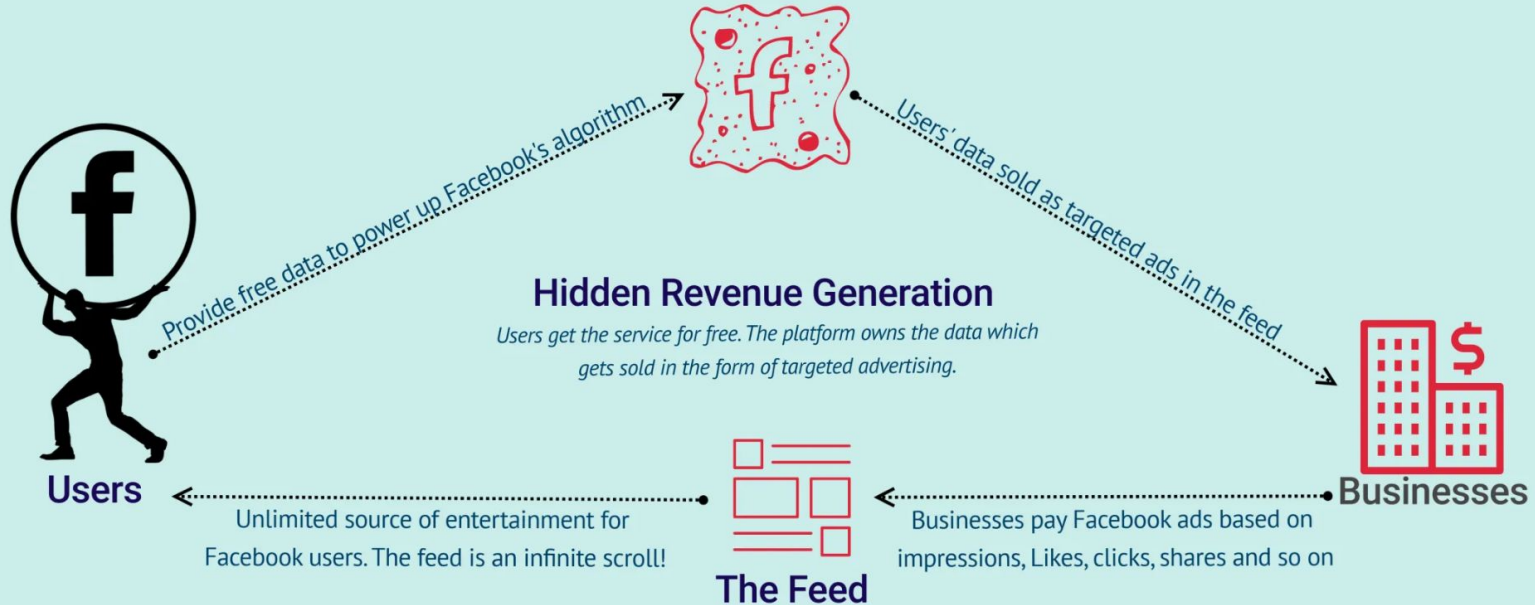 f
f
Provide free data to power up Facebook's algorithm
Users' data sold as targeted ads in the feed
Hidden Revenue Generation
Users get the service for free. The platform owns the data which
gets sold in the form of targeted advertising.
$
Users
Businesses
Unlimited source of entertainment for
Facebook users. The feed is an infinite scroll!
Businesses pay Facebook ads based on
impressions, Likes, clicks, shares and so on
The Feed